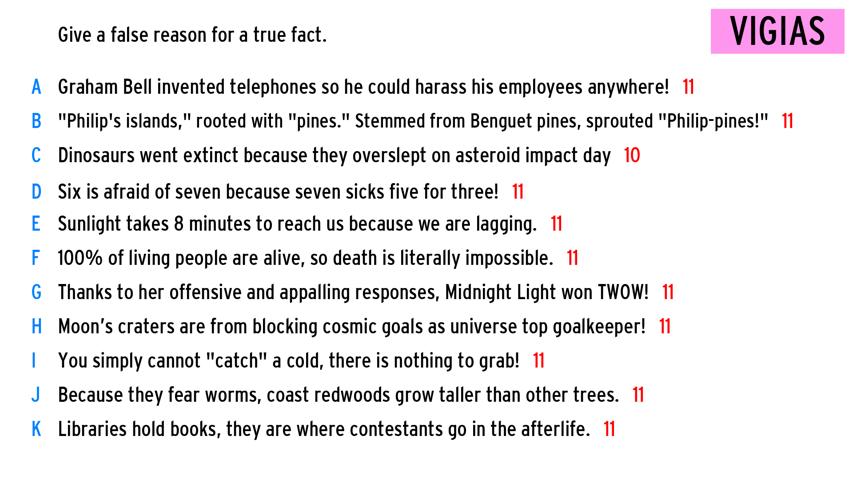 Give a false reason for a true fact.
VIGIAS
A Graham Bell invented telephones so he could harass his employees anywhere! 11
B "Philip's islands," rooted with "pines." Stemmed from Benguet pines, sprouted "Philip-pines!" 11
C Dinosaurs went extinct because they overslept on asteroid impact day 10
D Six is afraid of seven because seven sicks five for three! 11
E Sunlight takes 8 minutes to reach us because we are lagging. 11
F 100% of living people are alive, so death is literally impossible. 11
G Thanks to her offensive and appalling responses, Midnight Light won TWOW! 11
H Moon's craters are from blocking cosmic goals as universe top goalkeeper! 11
I You simply cannot "catch" a cold, there is nothing to grab! 11
J Because they fear worms, coast redwoods grow taller than other trees. 11
K Libraries hold books, they are where contestants go in the afterlife. 11